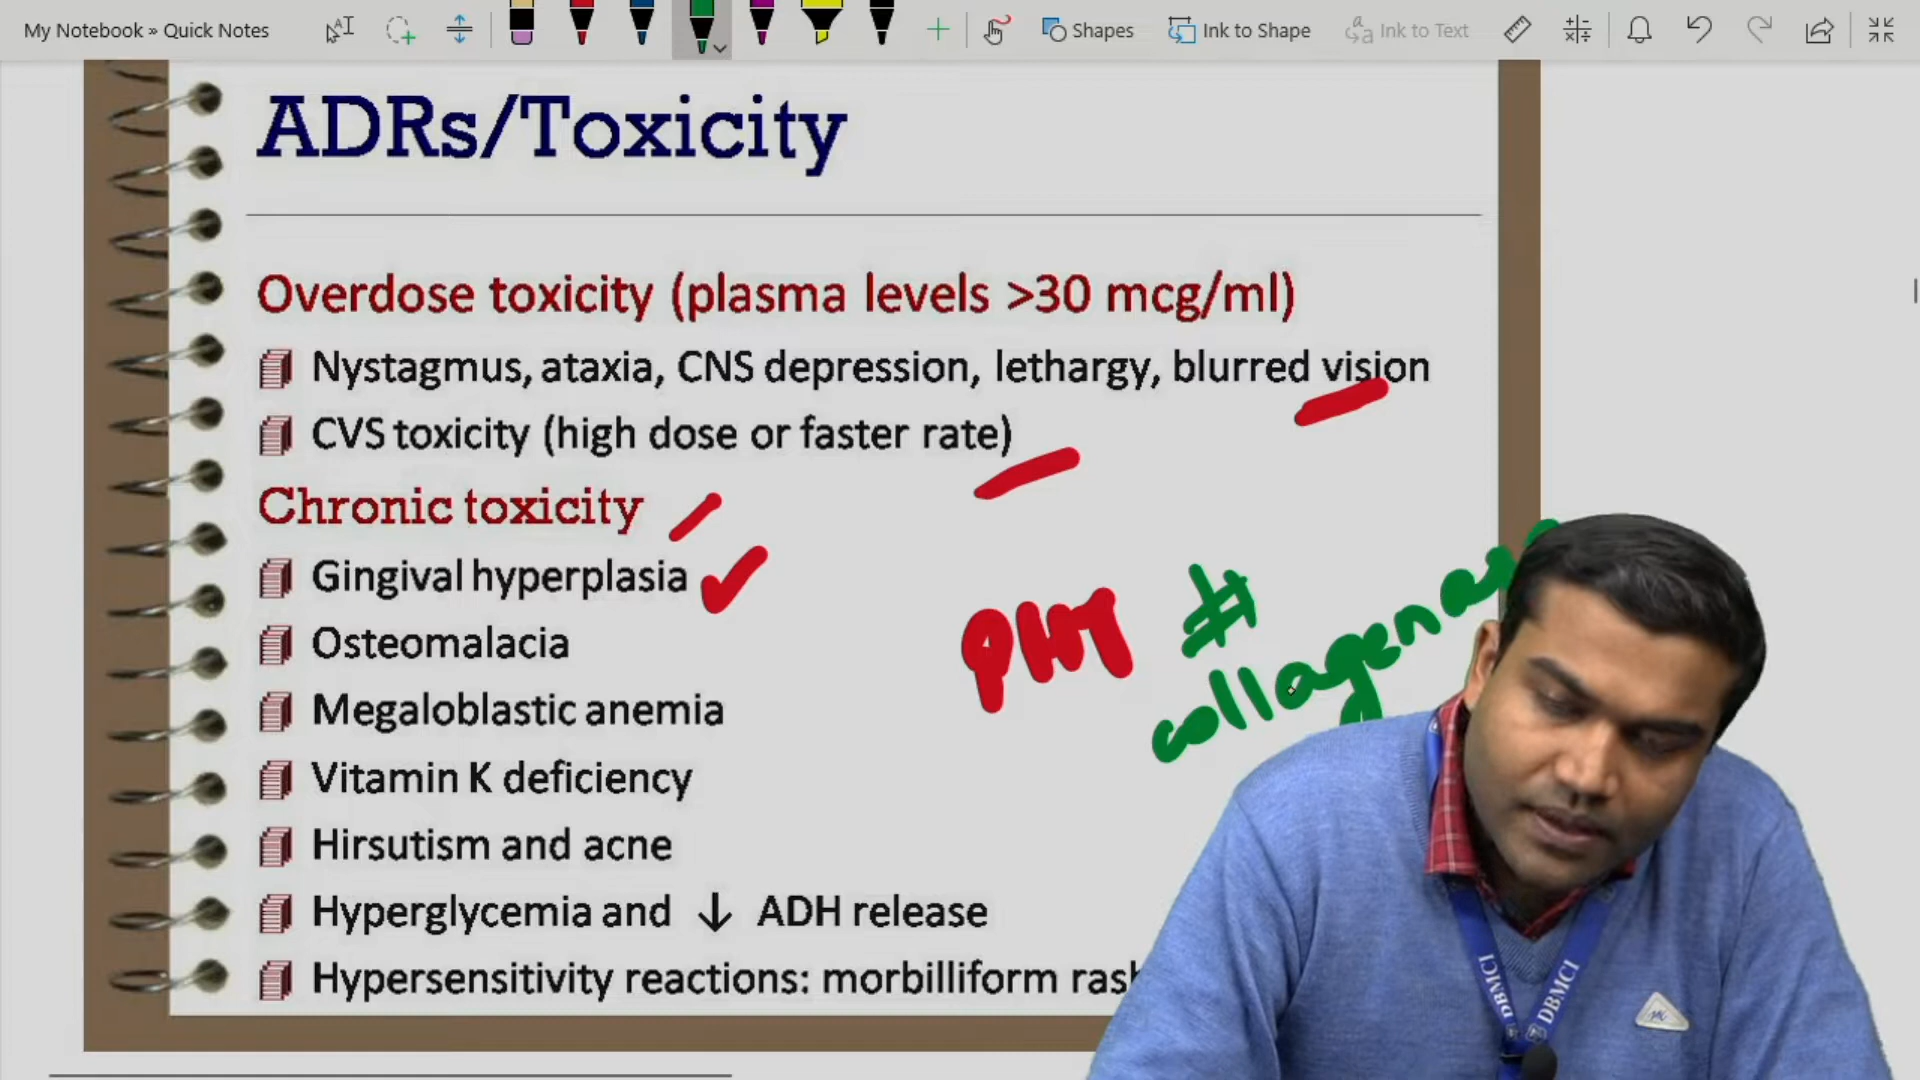 My Notebook » Quick Notes
Shapes
Ink to Shape
Ink to Text
ADRs/Toxicity
Overdose toxicity (plasma levels >30 mcg/ml)
Nystagmus, ataxia, CNS depression, lethargy, blurred vision
CVS toxicity (high dose or faster rate)
Chronic toxicity
Gingival hyperplasia
Osteomalacia
PHT #
collagena
Megaloblastic anemia
Vitamin K deficiency
Hirsutism and acne
Hyperglycemia and ↓ ADH release
Hypersensitivity reactions: morbilliform rash
DBMCI
DBMCI